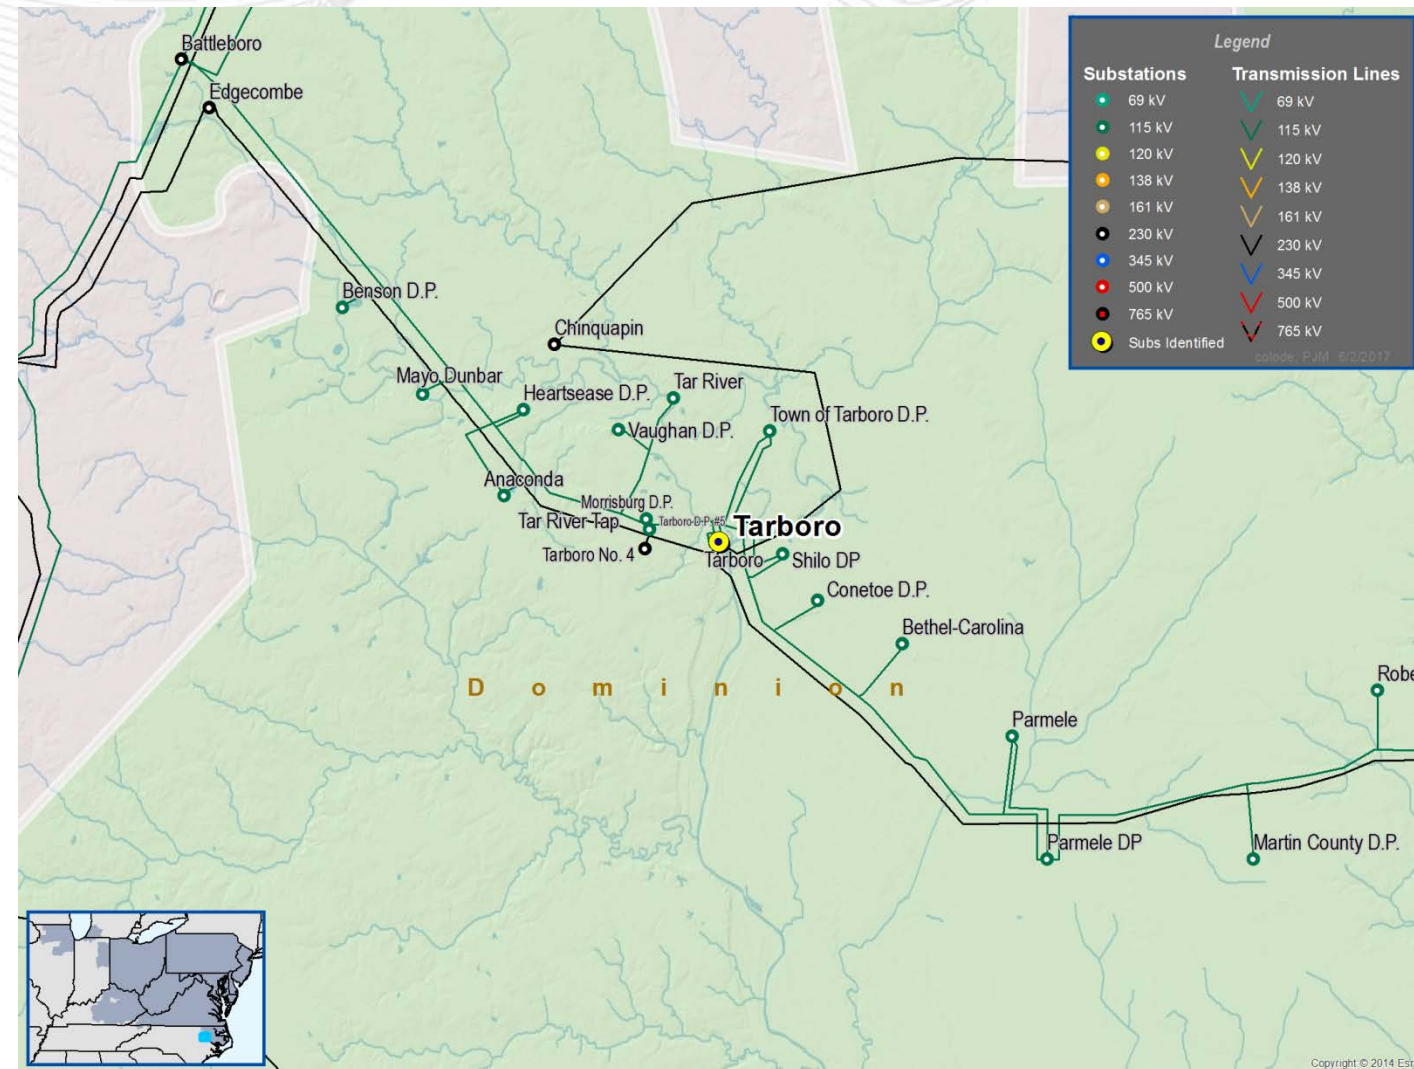 Battleboro
Edgecombe
Legend
Substations
Transmission Lines
69 kV
69 kV
115 kV
115 kV
120 kV
120 kV
138 kV
138 kV
161 kV
161 kV
230 kV
230 kV
345 kV
345 kV
500 kV
500 kV
765 kV
765 kV
Subs Identified
colode, PJM 6/2/2017
Benson D.P.
Chinquapin
Mayo Dunbar
Heartsease D.P.
Tar River
Vaughan D.P.
Town of Tarboro D.P.
Anaconda
Morrisburg D.P.
Tar River Tap
Tarboro D.P. #5
Tarboro
Tarboro No. 4
Tarboro
Shilo DP
Conetoe D.P.
Bethel-Carolina
Dominion
Robe
Parmele
Parmele DP
Martin County D.P.
Copyright © 2014 Esr